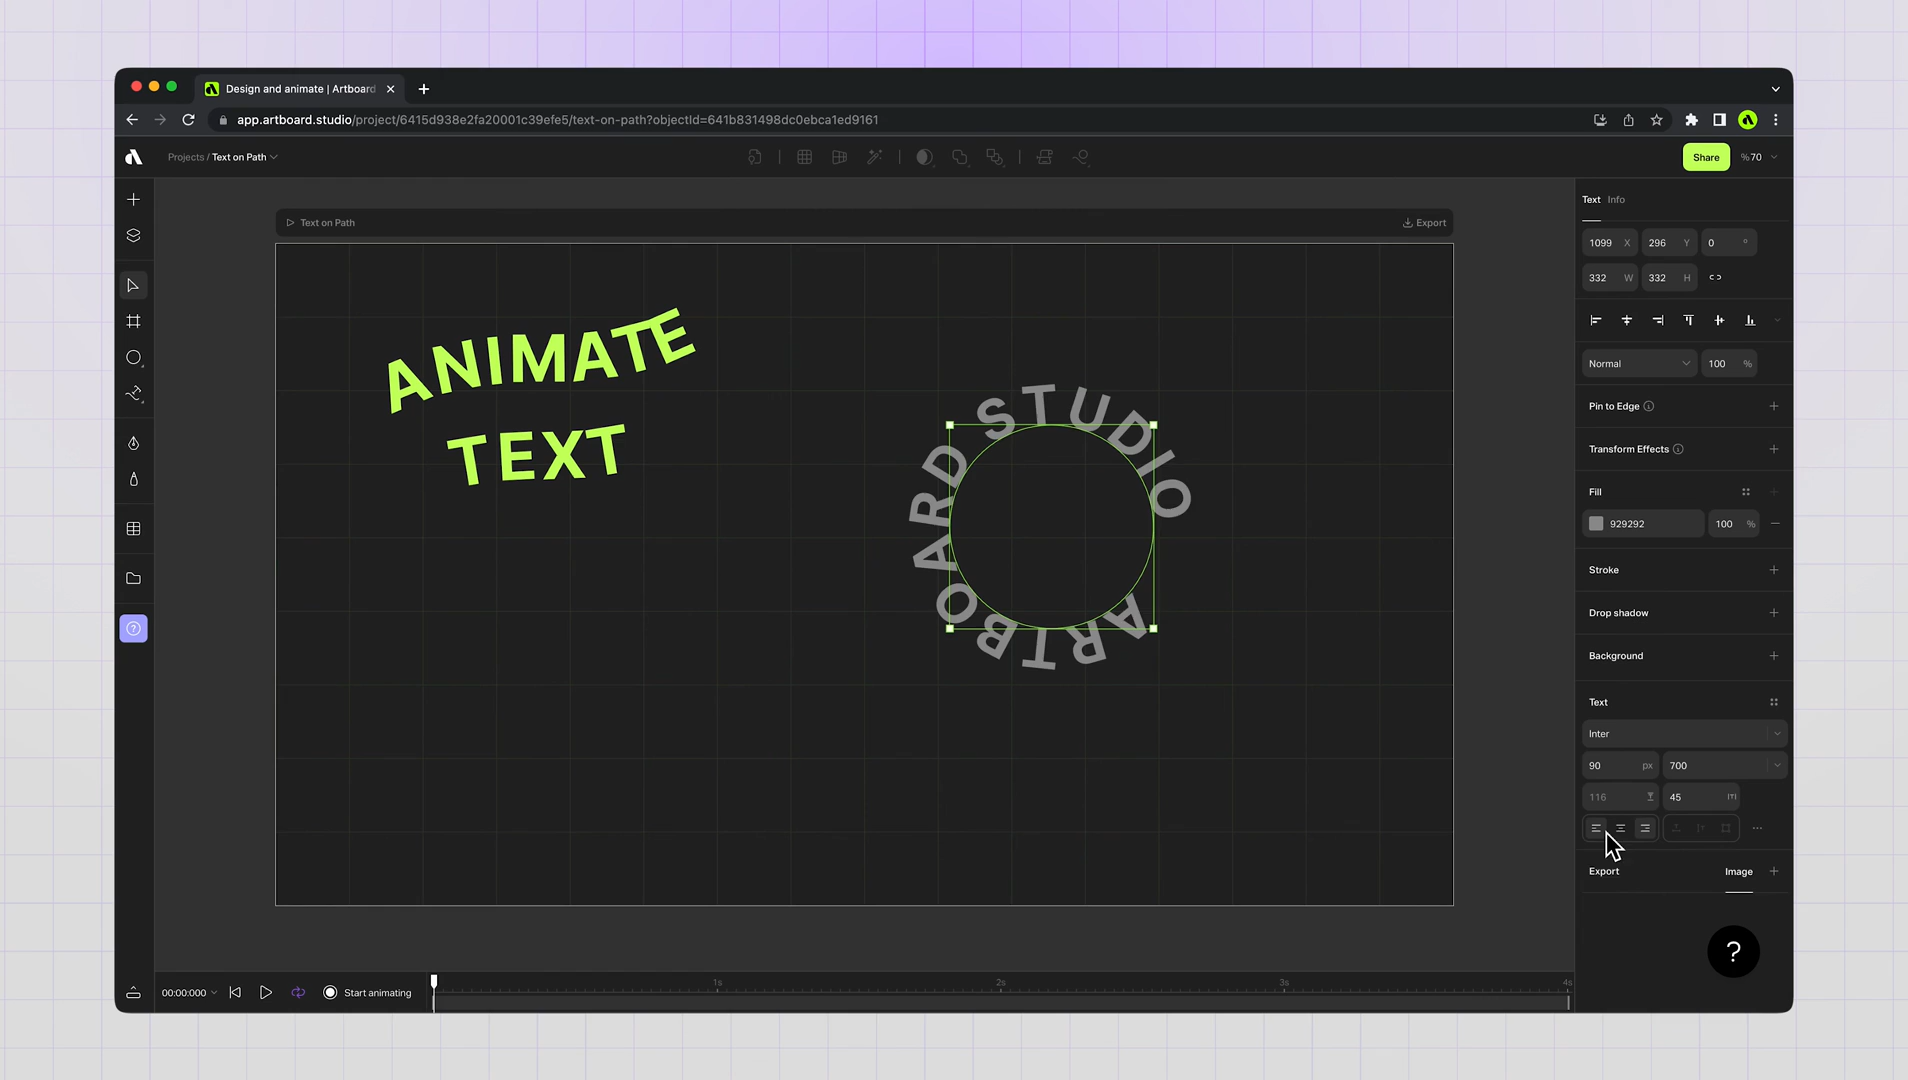 Design and animate | Artboard
app.artboard.studio/project/6415d938e2fa20001c39efe5/text-on-path?objectId=641b831498dc0ebca1ed9161
Projects / Text on Path
Share
%70
Text on Path
Export
ANIMATE
TEXT
ARTBOARD STUDIO
Text Info
1099 X 296 Y 0 °
332 W 332 H
Normal 100 %
Pin to Edge
Transform Effects
Fill
929292 100 %
Stroke
Drop shadow
Background
Text
Inter
90 px 700
116 45
Export Image
?
00:00:000 Start animating 1s 2s 3s 4s